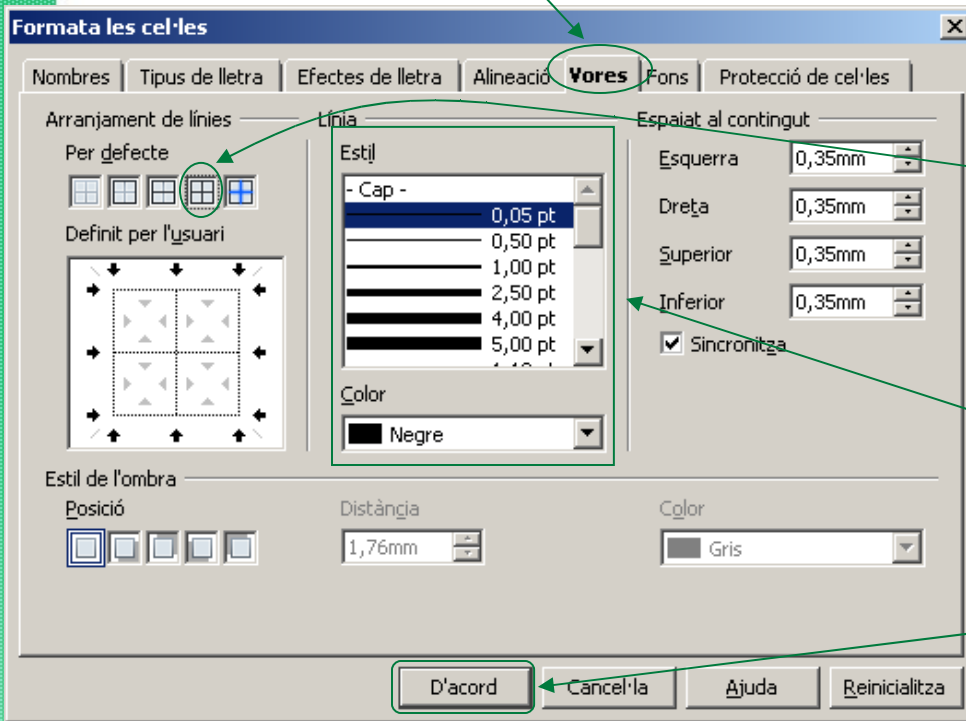 Formata les cel·les
Nombres
Tipus de lletra
Efectes de lletra
Alineació
Vores
Fons
Protecció de cel·les
Arranjament de línies
Per defecte
Definit per l'usuari
Línia
Estil
- Cap -
0,05 pt
0,50 pt
1,00 pt
2,50 pt
4,00 pt
5,00 pt
Color
Negre
Espaiat al contingut
Esquerra 0,35mm
Dreta 0,35mm
Superior 0,35mm
Inferior 0,35mm
Sincronitza
Estil de l'ombra
Posició
Distància
1,76mm
Color
Gris
D'acord
Cancel·la
Ajuda
Reinicialitza